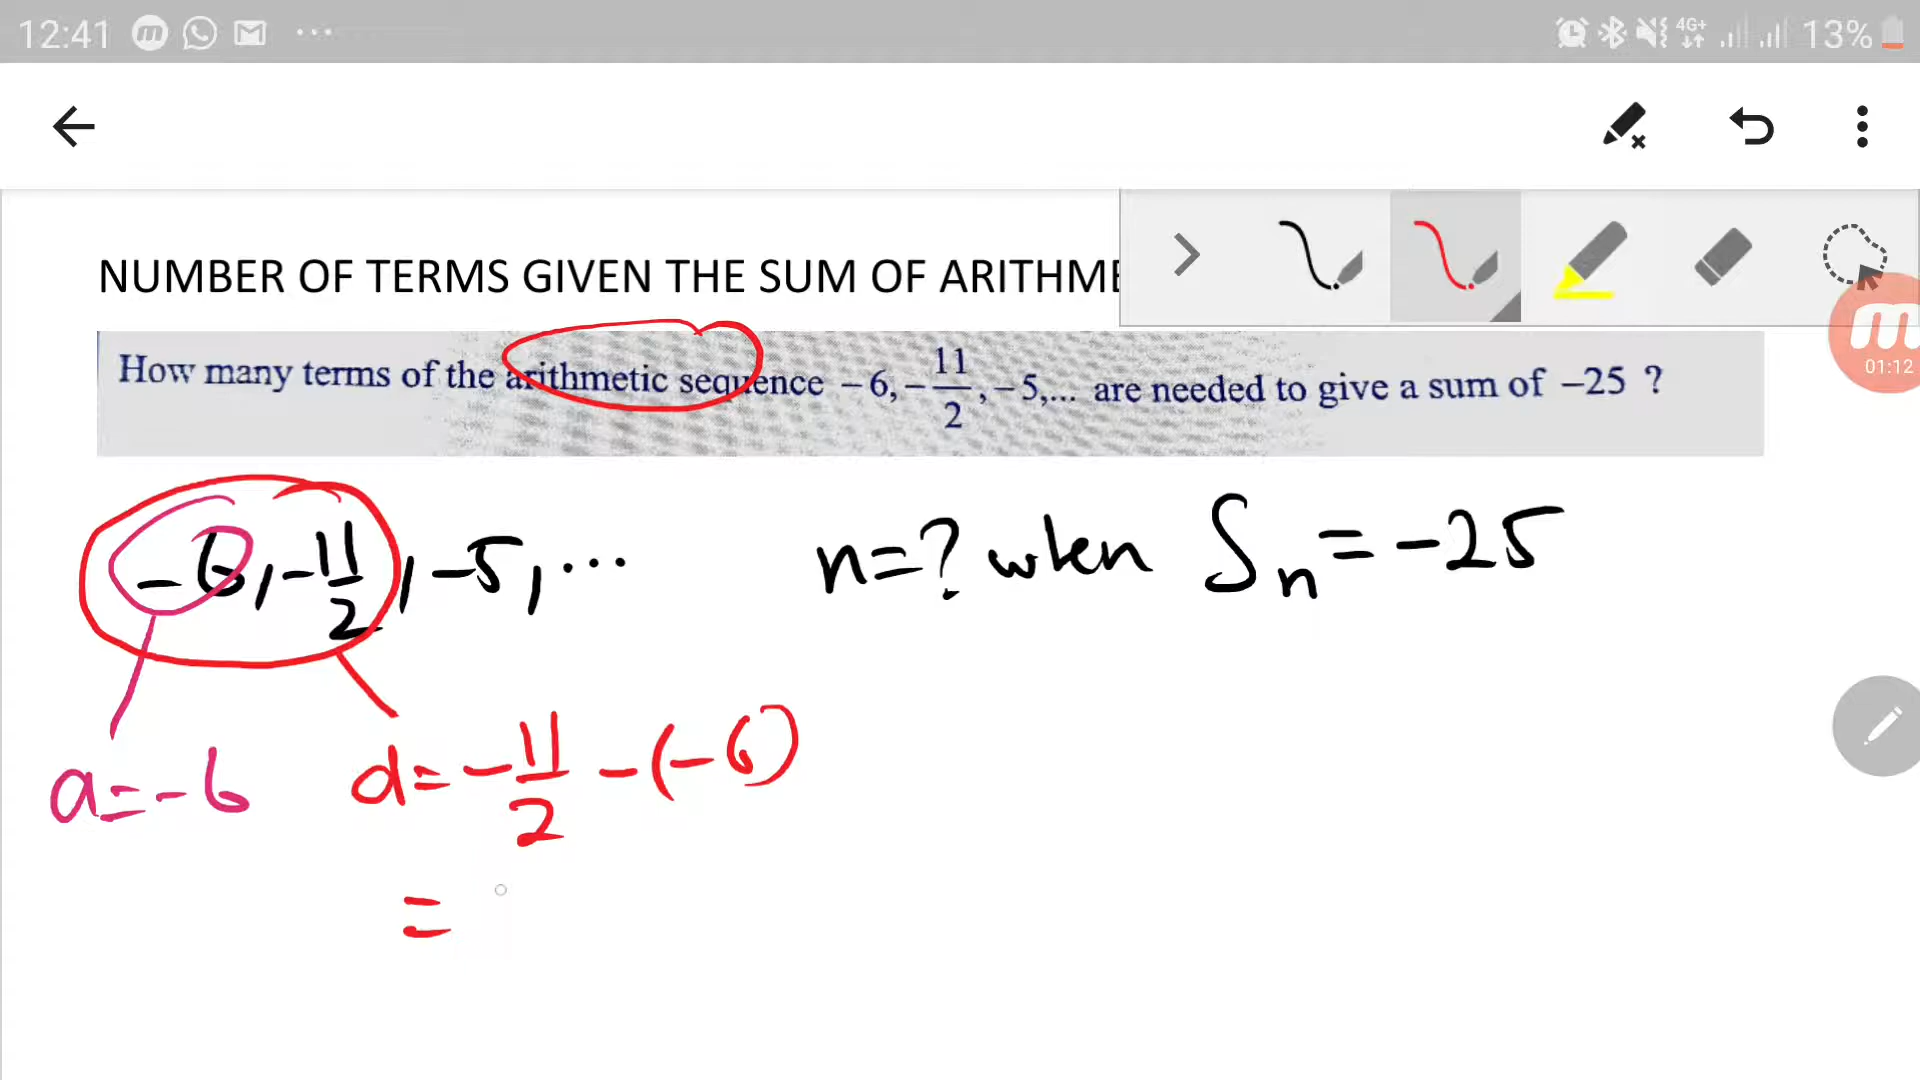 12:41 4G+ 13%
NUMBER OF TERMS GIVEN THE SUM OF ARITHME
01:12
How many terms of the arithmetic sequence −6, −11/2, −5,... are needed to give a sum of −25 ?
-6, -11/2, -5, ... n=? when Sn = -25
a=-6 d= -11/2 -(-6)
=